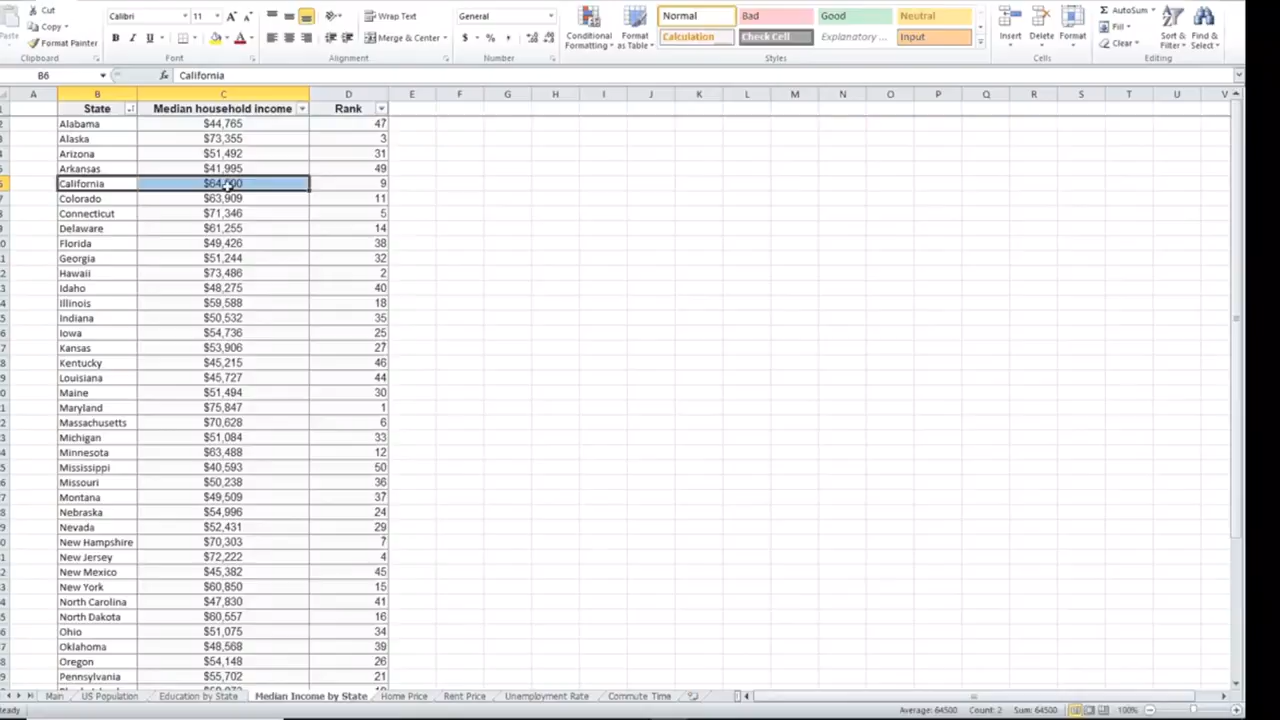 Cut
Calibri 11 A A
Wrap Text
General
Normal Bad Good Neutral
AutoSum
Copy
Fill
Paste
Format Painter
B I U
Merge & Center
$ % ,
Conditional Formatting
Format as Table
Calculation Check Cell Explanatory ... Input
Insert Delete Format
Clear
Sort & Filter
Find & Select
Clipboard Font Alignment Number Styles Cells Editing
B6 fx California
A B C D E F G H I J K L M N O P Q R S T U V
State Median household income Rank
Alabama $44,765 47
Alaska $73,355 3
Arizona $51,492 31
Arkansas $41,995 49
California 9
Colorado $63,909 11
Connecticut $71,346 5
Delaware $61,255 14
Florida $49,426 38
Georgia $51,244 32
Hawaii $73,486 2
Idaho $48,275 40
Illinois $59,588 18
Indiana $50,532 35
Iowa $54,736 25
Kansas $53,906 27
Kentucky $45,215 46
Louisiana $45,727 44
Maine $51,494 30
Maryland $75,847 1
Massachusetts $70,628 6
Michigan $51,084 33
Minnesota $63,488 12
Mississippi $40,593 50
Missouri $50,238 36
Montana $49,509 37
Nebraska $54,996 24
Nevada $52,431 29
New Hampshire $70,303 7
New Jersey $72,222 4
New Mexico $45,382 45
New York $60,850 15
North Carolina $47,830 41
North Dakota $60,557 16
Ohio $51,075 34
Oklahoma $48,568 39
Oregon $54,148 26
Pennsylvania $55,702 21
Main US Population Education by State Median Income by State Home Price Rent Price Unemployment Rate Commute Time
Average: 64500 Count: 2 Sum: 64500 100%